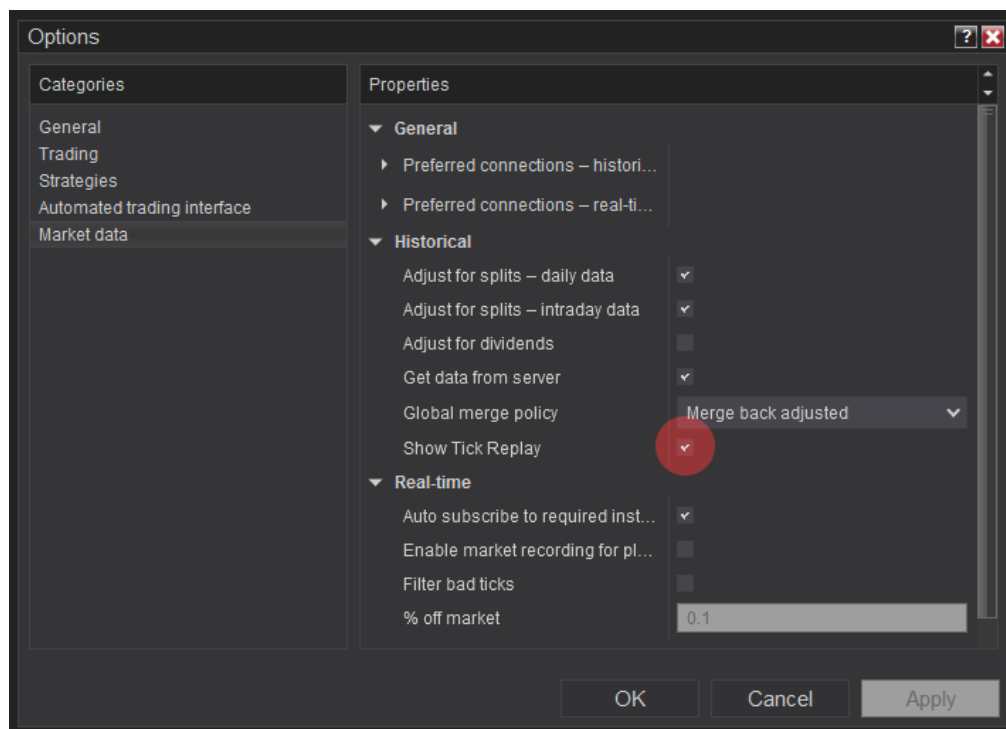 Options
?
Categories
General
Trading
Strategies
Automated trading interface
Market data
Properties
General
Preferred connections – histori...
Preferred connections – real-ti...
Historical
Adjust for splits – daily data
Adjust for splits – intraday data
Adjust for dividends
Get data from server
Global merge policy Merge back adjusted
Show Tick Replay
Real-time
Auto subscribe to required inst...
Enable market recording for pl...
Filter bad ticks
% off market 0.1
OK Cancel Apply